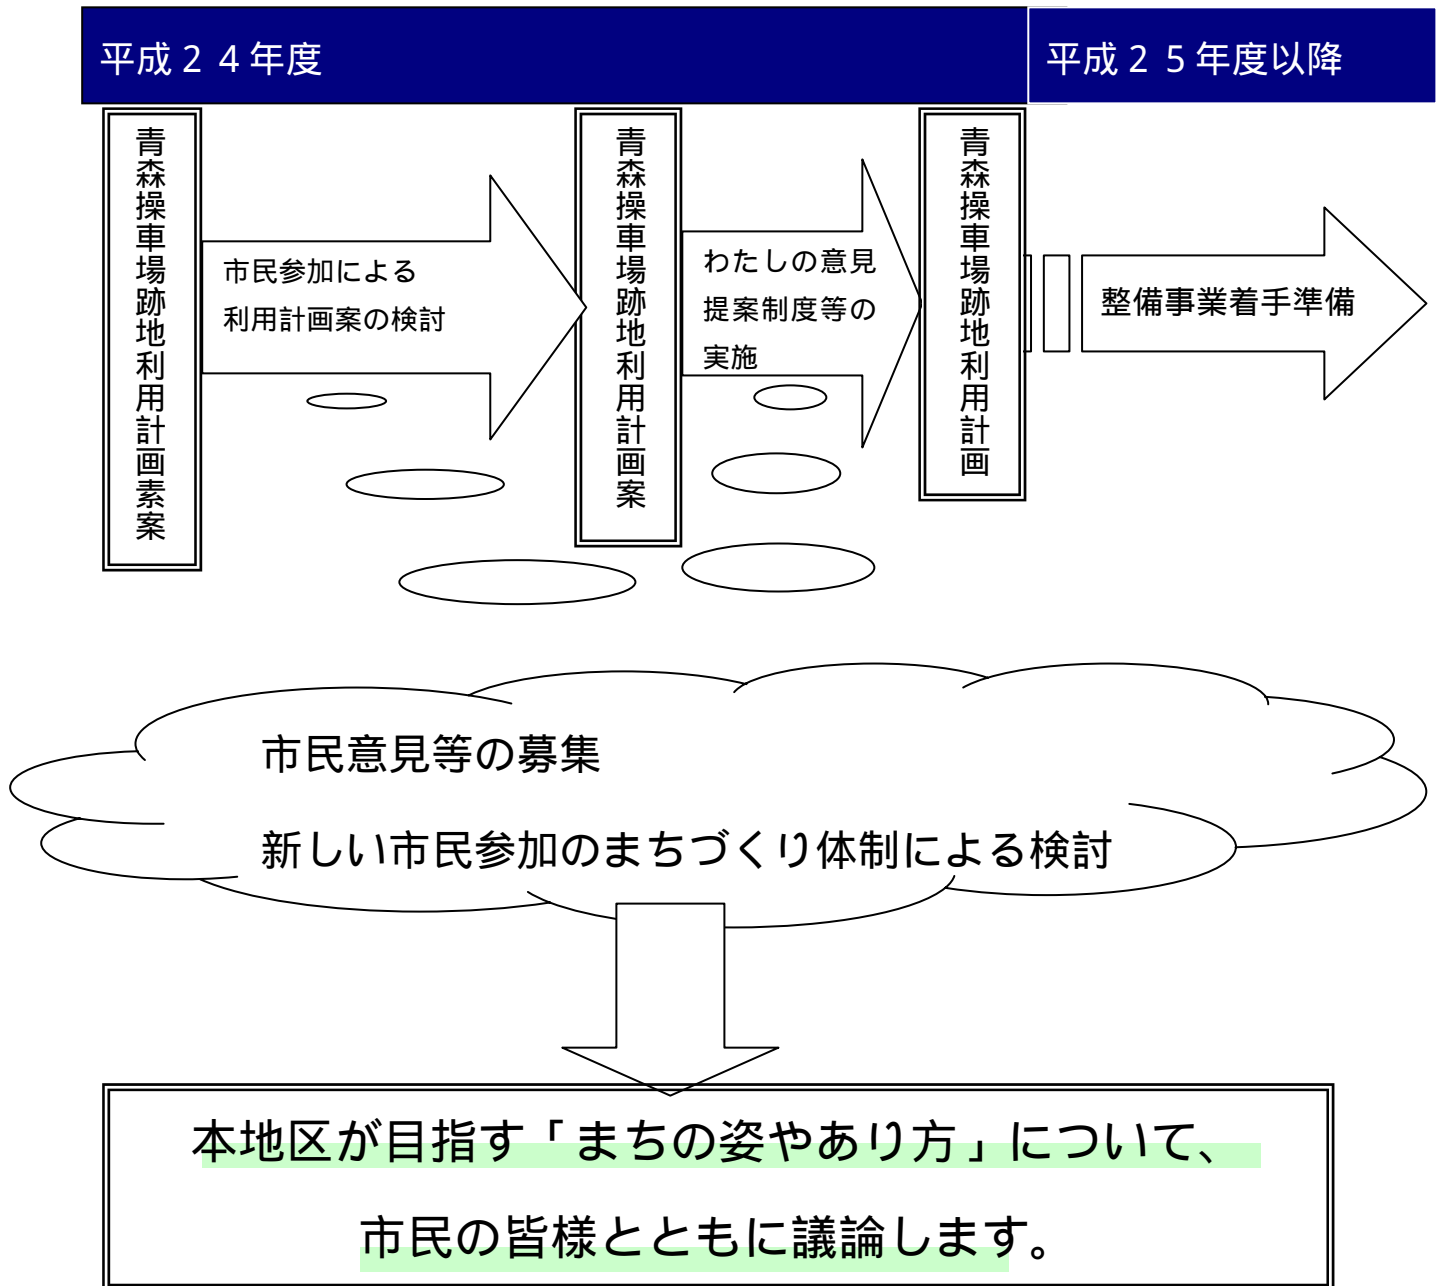 平成２４年度
平成２５年度以降
青森操車場跡地利用計画素案
市民参加による
利用計画案の検討
青森操車場跡地利用計画案
わたしの意見
提案制度等の
実施
青森操車場跡地利用計画
整備事業着手準備
市民意見等の募集
新しい市民参加のまちづくり体制による検討
本地区が目指す「まちの姿やあり方」について、
市民の皆様とともに議論します。